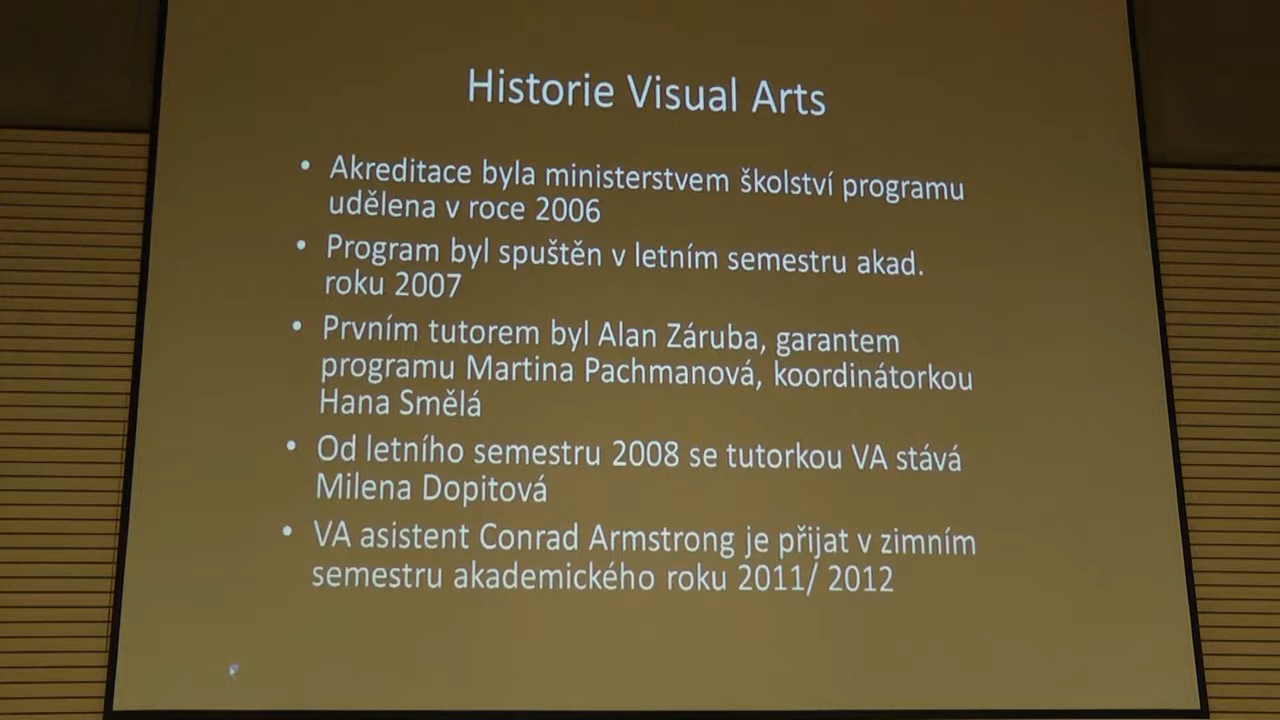 Historie Visual Arts
• Akreditace byla ministerstvem školství programu
udělena v roce 2006
• Program byl spuštěn v letním semestru akad.
roku 2007
• Prvním tutorem byl Alan Záruba, garantem
programu Martina Pachmanová, koordinátorkou
Hana Smělá
• Od letního semestru 2008 se tutorkou VA stává
Milena Dopitová
• VA asistent Conrad Armstrong je přijat v zimním
semestru akademického roku 2011/ 2012